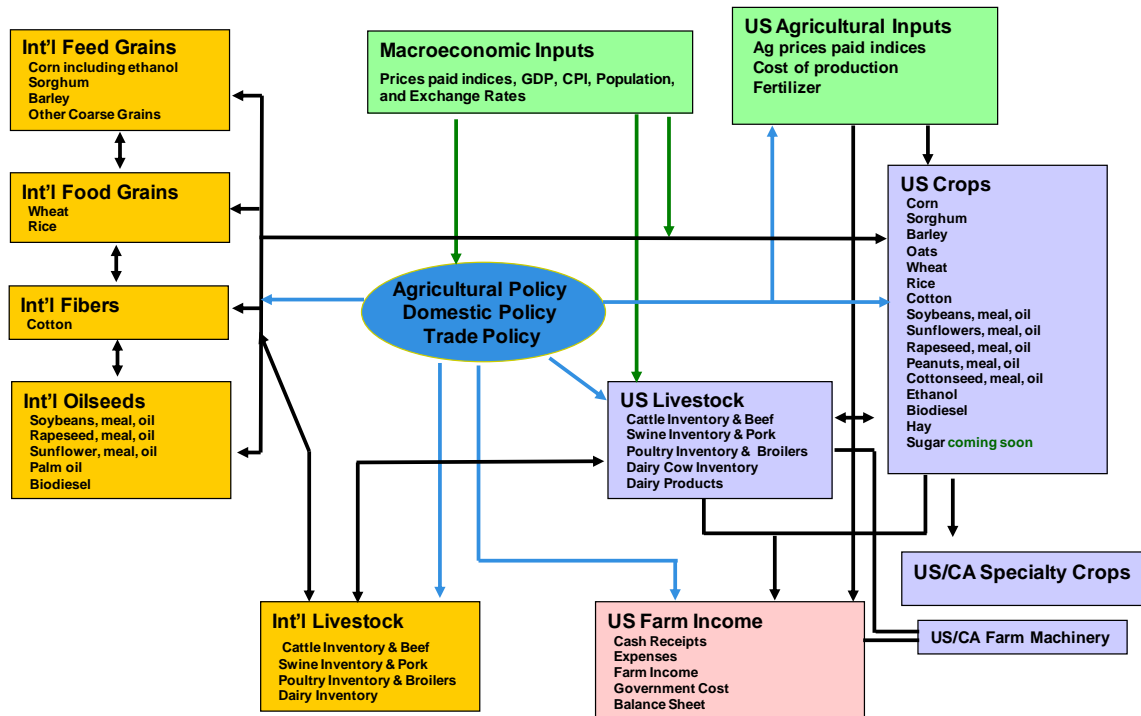 Int'l Feed Grains
Corn including ethanol
Sorghum
Barley
Other Coarse Grains
Macroeconomic Inputs
Prices paid indices, GDP, CPI, Population,
and Exchange Rates
US Agricultural Inputs
Ag prices paid indices
Cost of production
Fertilizer
Int'l Food Grains
Wheat
Rice
Int'l Fibers
Cotton
Int'l Oilseeds
Soybeans, meal, oil
Rapeseed, meal, oil
Sunflower, meal, oil
Palm oil
Biodiesel
Agricultural Policy
Domestic Policy
Trade Policy
US Crops
Corn
Sorghum
Barley
Oats
Wheat
Rice
Cotton
Soybeans, meal, oil
Sunflowers, meal, oil
Rapeseed, meal, oil
Peanuts, meal, oil
Cottonseed, meal, oil
Ethanol
Biodiesel
Hay
Sugar coming soon
US Livestock
Cattle Inventory & Beef
Swine Inventory & Pork
Poultry Inventory & Broilers
Dairy Cow Inventory
Dairy Products
US/CA Specialty Crops
US/CA Farm Machinery
Int'l Livestock
Cattle Inventory & Beef
Swine Inventory & Pork
Poultry Inventory & Broilers
Dairy Inventory
US Farm Income
Cash Receipts
Expenses
Farm Income
Government Cost
Balance Sheet